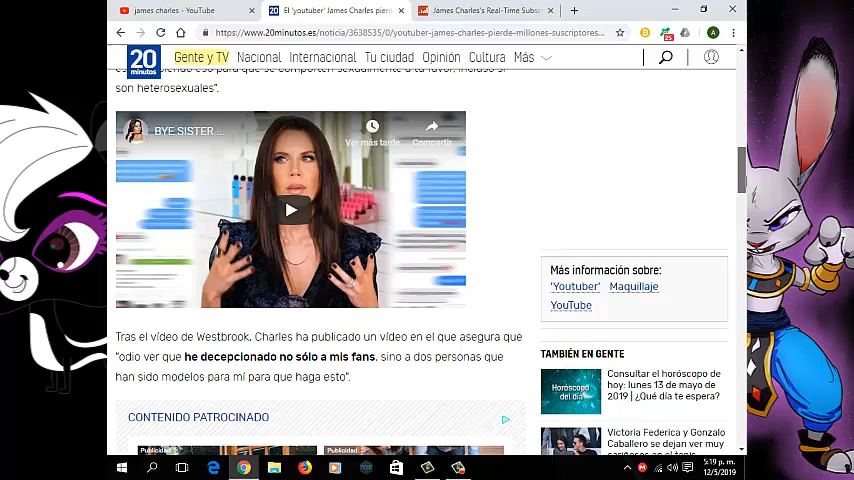 james charles - YouTube
El 'youtuber' James Charles pierd
James Charles's Real-Time Subsc
https://www.20minutos.es/noticia/3638535/0/youtuber-james-charles-pierde-millones-suscriptores...
20 minutos
Gente y TV Nacional Internacional Tu ciudad Opinión Cultura Más
son heterosexuales".
BYE SISTER ...
Ver más tarde
Compartir
Tras el vídeo de Westbrook, Charles ha publicado un vídeo en el que asegura que
"odio ver que he decepcionado no sólo a mis fans, sino a dos personas que
han sido modelos para mí para que haga esto".
CONTENIDO PATROCINADO
Publicidad
Publicidad
Más información sobre:
'Youtuber' Maquillaje
YouTube
TAMBIÉN EN GENTE
Horóscopo
del día
Consultar el horóscopo de
hoy: lunes 13 de mayo de
2019 | ¿Qué día te espera?
Victoria Federica y Gonzalo
Caballero se dejan ver muy
5:19 p. m.
12/5/2019